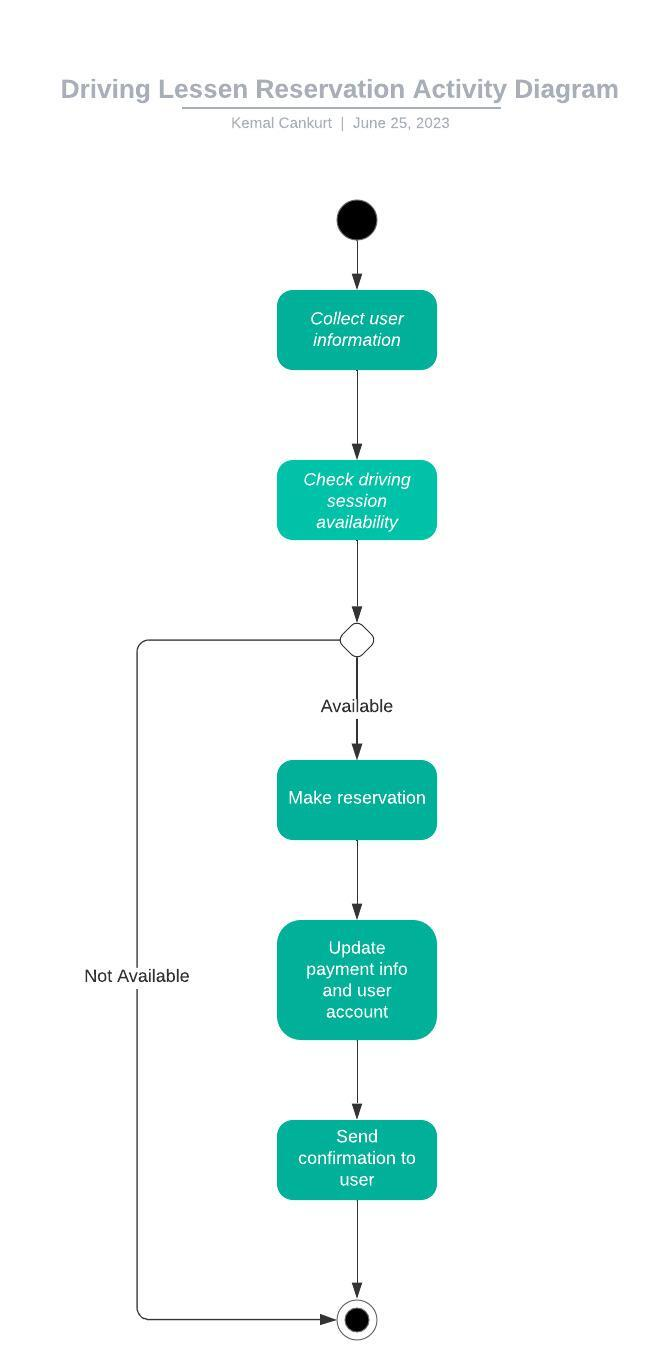 Driving Lessen Reservation Activity Diagram
Kemal Cankurt | June 25, 2023
Collect user
information
Check driving
session
availability
Available
Make reservation
Update
payment info
and user
account
Not Available
Send
confirmation to
user